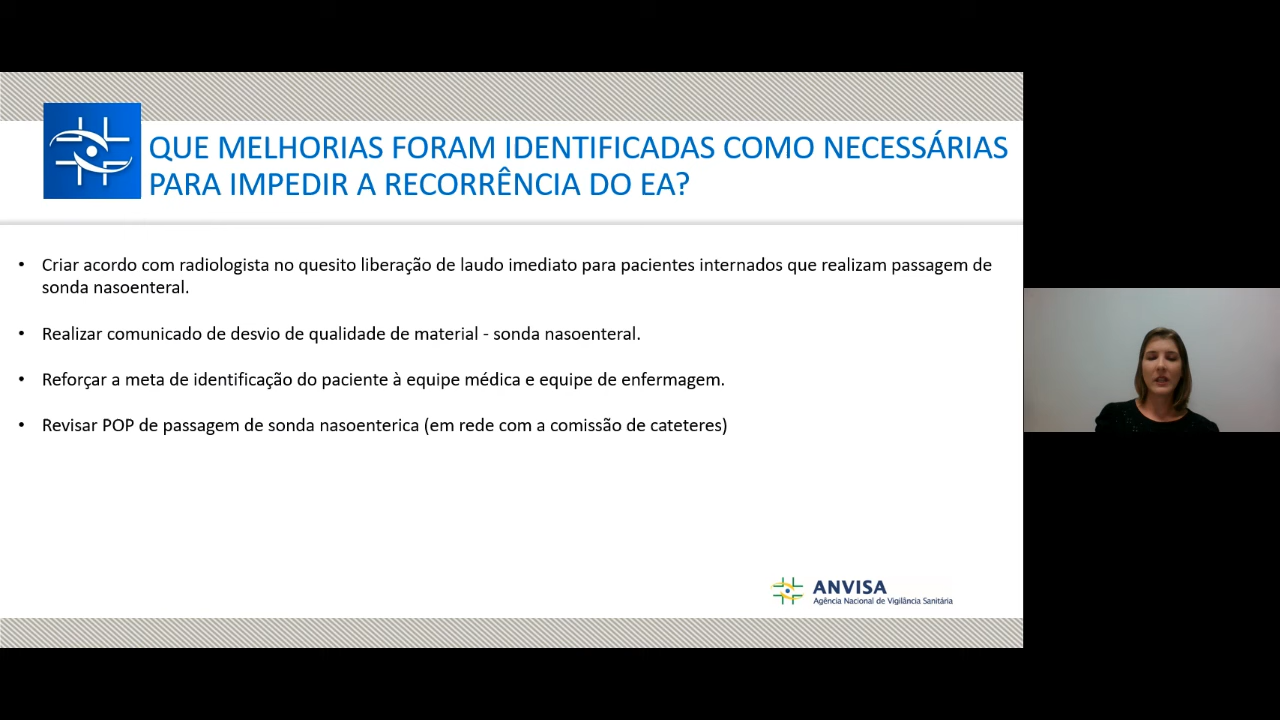 QUE MELHORIAS FORAM IDENTIFICADAS COMO NECESSÁRIAS
PARA IMPEDIR A RECORRÊNCIA DO EA?
• Criar acordo com radiologista no quesito liberação de laudo imediato para pacientes internados que realizam passagem de
sonda nasoenteral.
• Realizar comunicado de desvio de qualidade de material - sonda nasoenteral.
• Reforçar a meta de identificação do paciente à equipe médica e equipe de enfermagem.
• Revisar POP de passagem de sonda nasoenterica (em rede com a comissão de cateteres)
ANVISA
Agência Nacional de Vigilância Sanitária